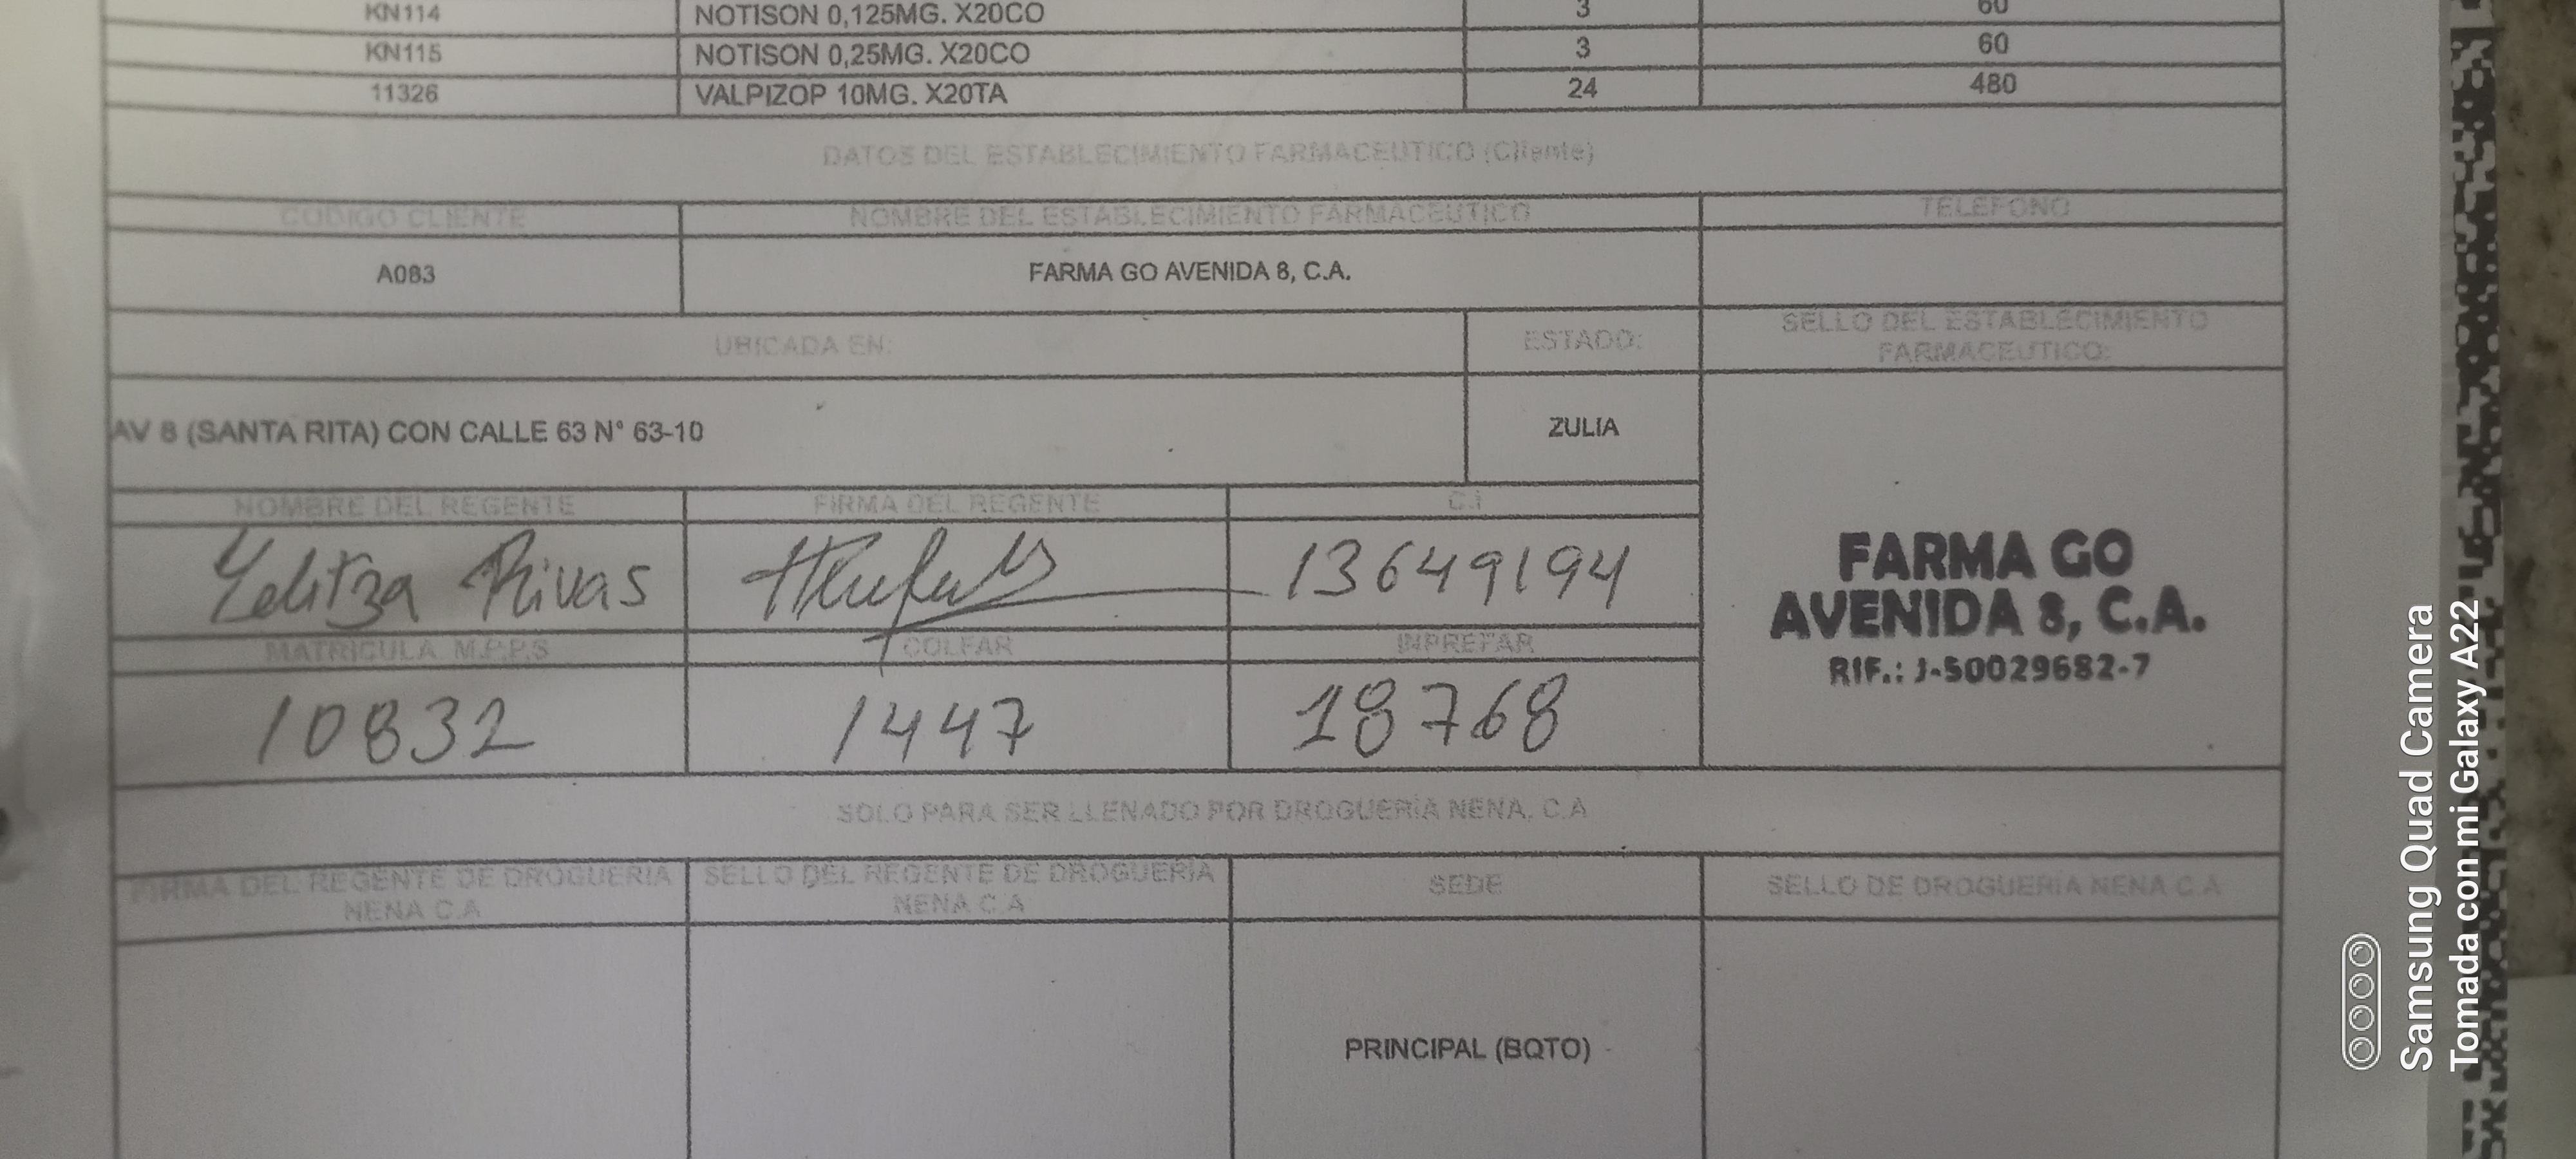 KN114 NOTISON 0,125MG. X20CO 3 60
KN115 NOTISON 0,25MG. X20CO 3 60
11326 VALPIZOP 10MG. X20TA 24 480
DATOS DEL ESTABLECIMIENTO FARMACEUTICO (Cliente)
CODIGO CLIENTE NOMBRE DEL ESTABLECIMIENTO FARMACEUTICO TELEFONO
A083 FARMA GO AVENIDA 8, C.A.
UBICADA EN: ESTADO: SELLO DEL ESTABLECIMIENTO
FARMACEUTICO:
AV 8 (SANTA RITA) CON CALLE 63 N° 63-10 ZULIA
NOMBRE DEL REGENTE FIRMA DEL REGENTE C.I
Yelitza Rivas 13649194
MATRICULA M.P.P.S COLFAR INPREFAR
10832 1447 18768
FARMA GO
AVENIDA 8, C.A.
RIF.: J-50029682-7
SOLO PARA SER LLENADO POR DROGUERÍA NENA, C.A
FIRMA DEL REGENTE DE DROGUERÍA
NENA C.A
SELLO DEL REGENTE DE DROGUERÍA
NENA C.A
SEDE
SELLO DE DROGUERÍA NENA C.A
PRINCIPAL (BQTO)
Samsung Quad Camera
Tomada con mi Galaxy A22